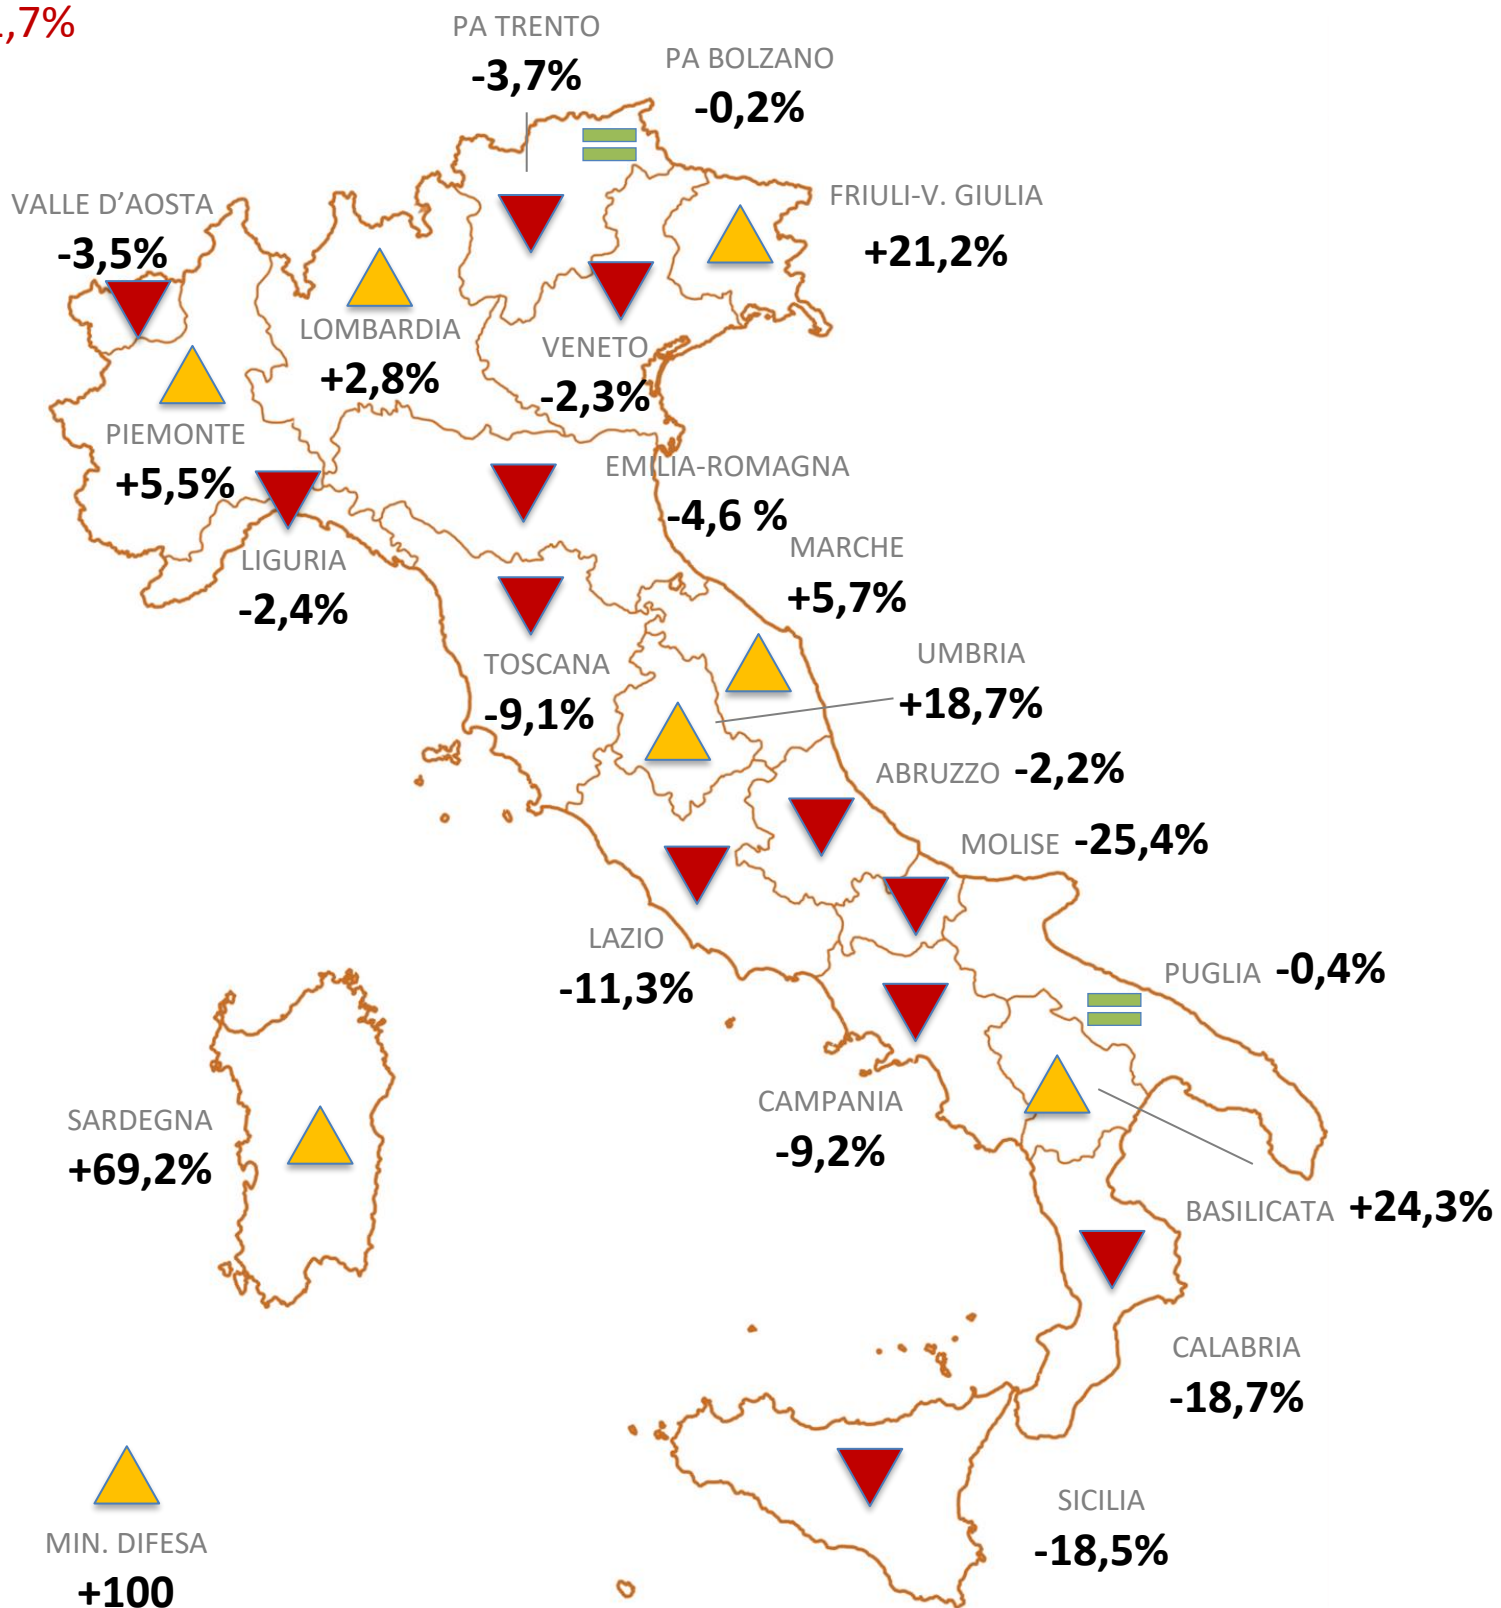 ,7%
PA TRENTO
-3,7%
PA BOLZANO
-0,2%
VALLE D'AOSTA
-3,5%
FRIULI-V. GIULIA
+21,2%
LOMBARDIA
+2,8%
VENETO
-2,3%
PIEMONTE
+5,5%
EMILIA-ROMAGNA
-4,6 %
LIGURIA
-2,4%
MARCHE
+5,7%
TOSCANA
-9,1%
UMBRIA
+18,7%
ABRUZZO -2,2%
MOLISE -25,4%
LAZIO
-11,3%
PUGLIA -0,4%
CAMPANIA
-9,2%
SARDEGNA
+69,2%
BASILICATA +24,3%
CALABRIA
-18,7%
SICILIA
-18,5%
MIN. DIFESA
+100